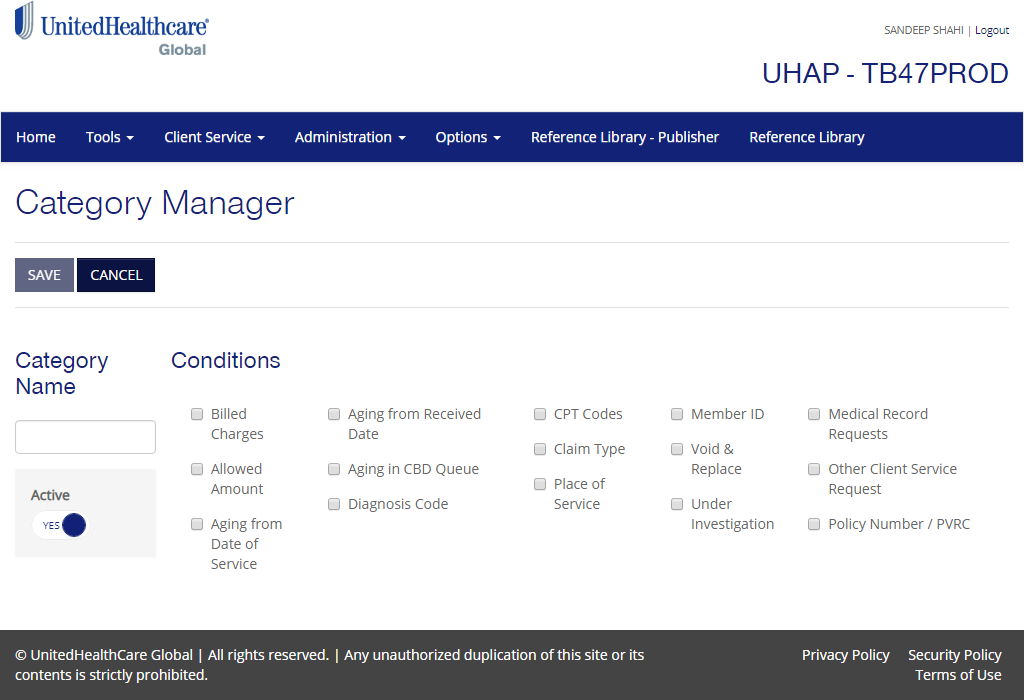 UnitedHealthcare®
Global
SANDEEP SHAHI | Logout
UHAP - TB47PROD
Home Tools Client Service Administration Options Reference Library - Publisher Reference Library
Category Manager
SAVE CANCEL
Category
Name
Active
YES
Conditions
Billed
Charges
Allowed
Amount
Aging from
Date of
Service
Aging from Received
Date
Aging in CBD Queue
Diagnosis Code
CPT Codes
Claim Type
Place of
Service
Member ID
Void &
Replace
Under
Investigation
Medical Record
Requests
Other Client Service
Request
Policy Number / PVRC
© UnitedHealthCare Global | All rights reserved. | Any unauthorized duplication of this site or its
contents is strictly prohibited.
Privacy Policy Security Policy
Terms of Use